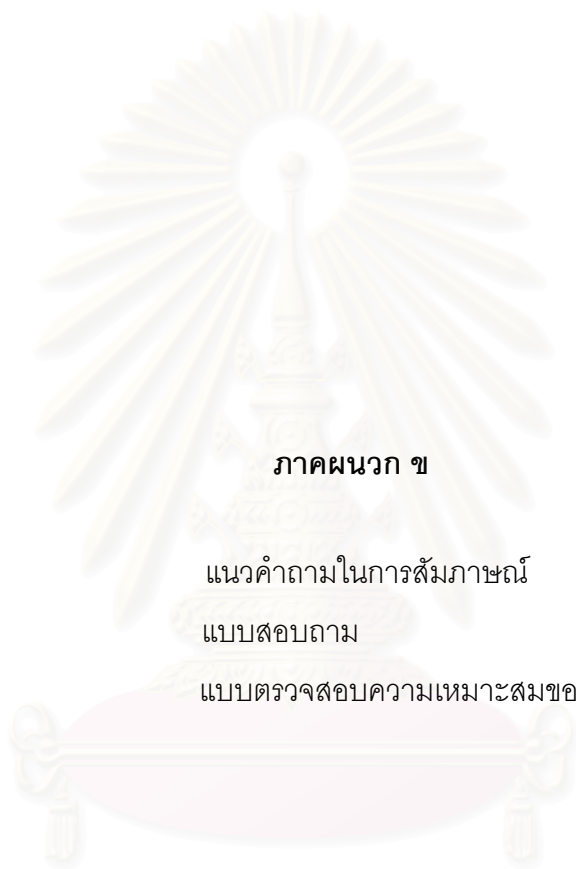 ภาคผนวก ข
แนวคำถามในการสัมภาษณ์
แบบสอบถาม
แบบตรวจสอบความเหมาะสมขอ